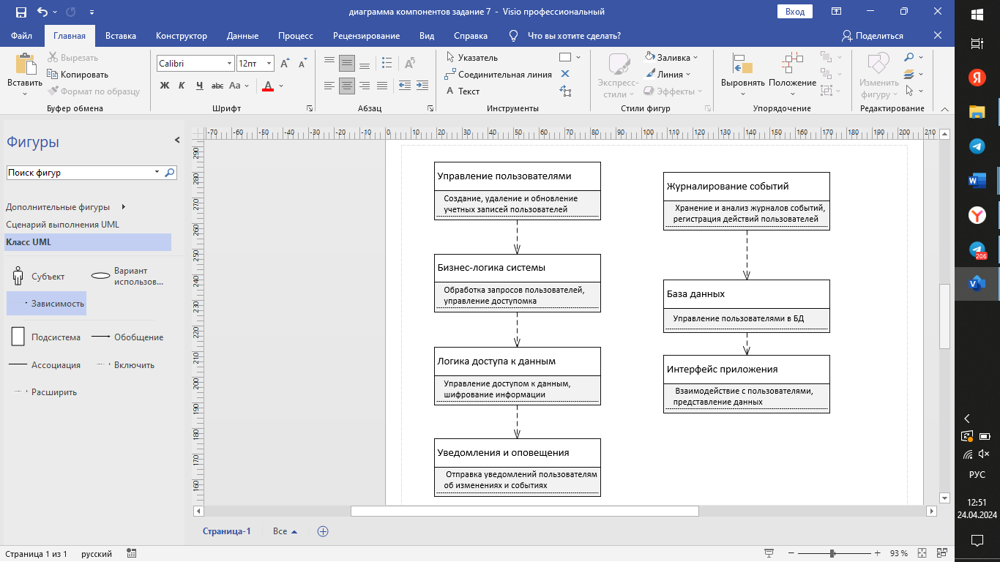 диаграмма компонентов задание 7 - Visio профессиональный
Вход
Файл
Главная
Вставка
Конструктор
Данные
Процесс
Рецензирование
Вид
Справка
Что вы хотите сделать?
Поделиться
Вставить
Вырезать
Копировать
Формат по образцу
Буфер обмена
Calibri
12пт
Ж К Ч abc Aa A
Шрифт
Абзац
Указатель
Соединительная линия
A Текст
Инструменты
Экспресс-
стили
Заливка
Линия
Эффекты
Стили фигур
Выровнять
Положение
Упорядочение
Изменить
фигуру
Редактирование
Фигуры
Поиск фигур
Дополнительные фигуры
Сценарий выполнения UML
Класс UML
Субъект
Вариант
использов...
Зависимость
Подсистема
Обобщение
Ассоциация
Включить
Расширить
-70 -60 -50 -40 -30 -20 -10 0 10 20 30 40 50 60 70 80 90 100 110 120 130 140 150 160 170 180 190 200 210
290
280
270
260
250
240
230
220
210
200
190
180
170
160
Управление пользователями
Создание, удаление и обновление
учетных записей пользователей
Бизнес-логика системы
Обработка запросов пользователей,
управление доступомка
Логика доступа к данным
Управление доступом к данным,
шифрование информации
Уведомления и оповещения
Отправка уведомлений пользователям
об изменениях и событиях
Журналирование событий
Хранение и анализ журналов событий,
регистрация действий пользователей
База данных
Управление пользователями в БД
Интерфейс приложения
Взаимодействие с пользователями,
представление данных
Страница-1
Все
Страница 1 из 1
русский
93 %
Я
W
Y
206
V
РУС
12:51
24.04.2024